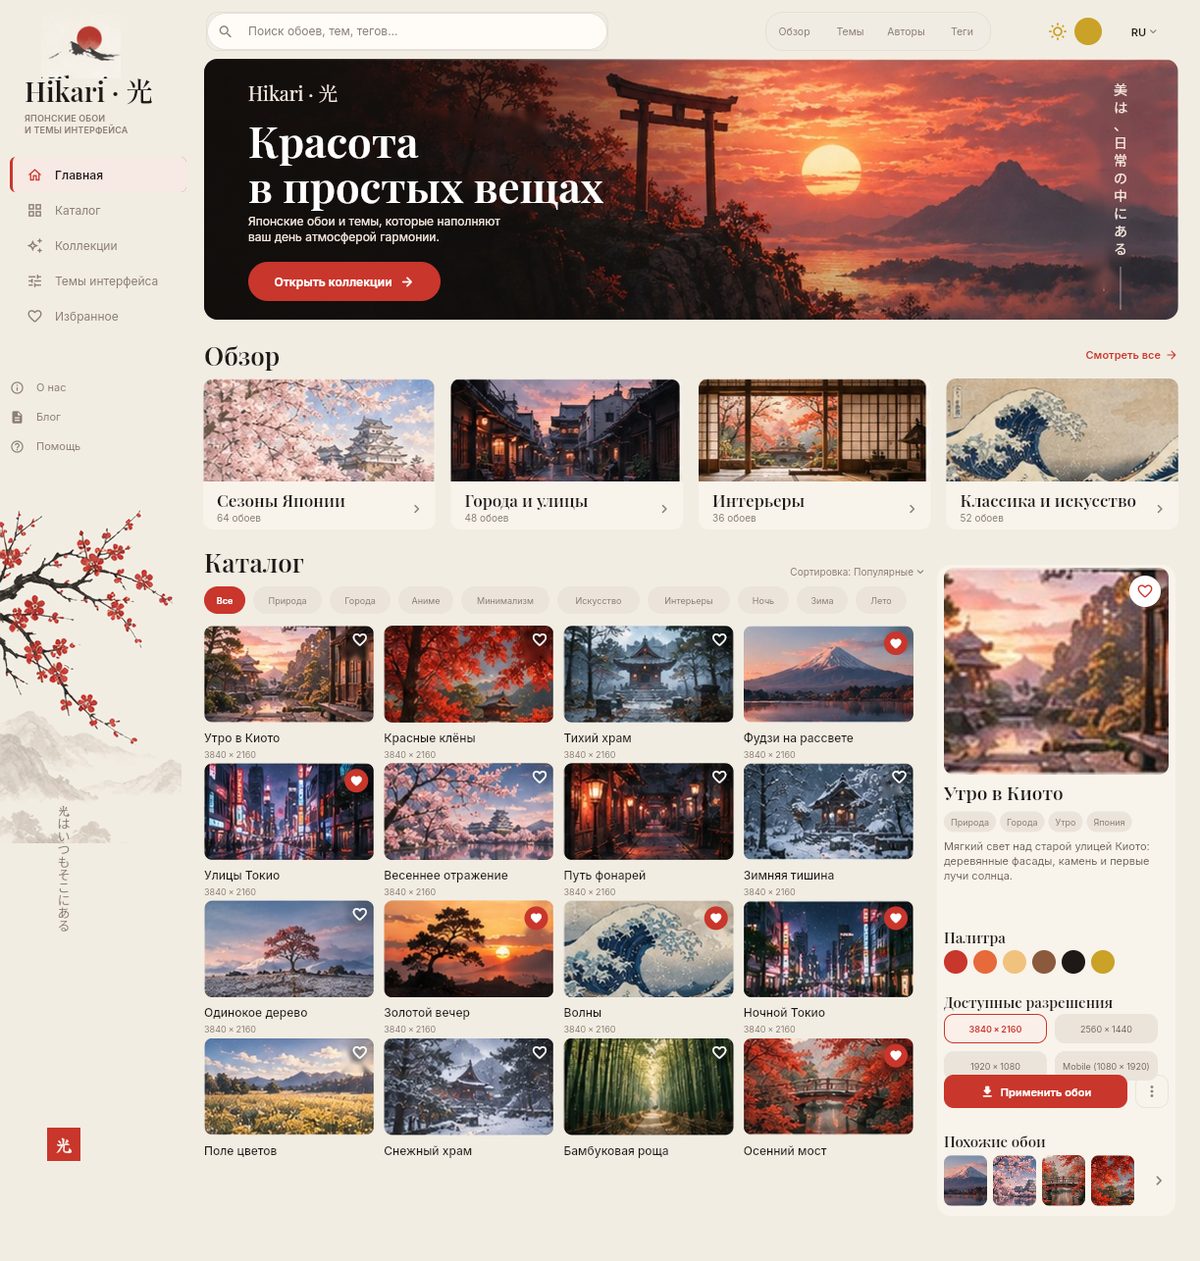 Hikari · 光
ЯПОНСКИЕ ОБОИ
И ТЕМЫ ИНТЕРФЕЙСА
Главная
Каталог
Коллекции
Темы интерфейса
Избранное
О нас
Блог
Помощь
光はいつもそこにある
光
Поиск обоев, тем, тегов...
Обзор
Темы
Авторы
Теги
RU
Hikari · 光
Красота
в простых вещах
Японские обои и темы, которые наполняют
ваш день атмосферой гармонии.
Открыть коллекции
美は、日常の中にある
Обзор
Смотреть все
Сезоны Японии
64 обоев
Города и улицы
48 обоев
Интерьеры
36 обоев
Классика и искусство
52 обоев
Каталог
Сортировка: Популярные
Все
Природа
Города
Аниме
Минимализм
Искусство
Интерьеры
Ночь
Зима
Лето
Утро в Киото
3840 × 2160
Красные клёны
3840 × 2160
Тихий храм
3840 × 2160
Фудзи на рассвете
3840 × 2160
Улицы Токио
3840 × 2160
Весеннее отражение
3840 × 2160
Путь фонарей
3840 × 2160
Зимняя тишина
3840 × 2160
Одинокое дерево
3840 × 2160
Золотой вечер
3840 × 2160
Волны
3840 × 2160
Ночной Токио
3840 × 2160
Поле цветов
Снежный храм
Бамбуковая роща
Осенний мост
Утро в Киото
Природа
Города
Утро
Япония
Мягкий свет над старой улицей Киото:
деревянные фасады, камень и первые
лучи солнца.
Палитра
Доступные разрешения
3840 × 2160
2560 × 1440
1920 × 1080
Mobile (1080 × 1920)
Применить обои
Похожие обои